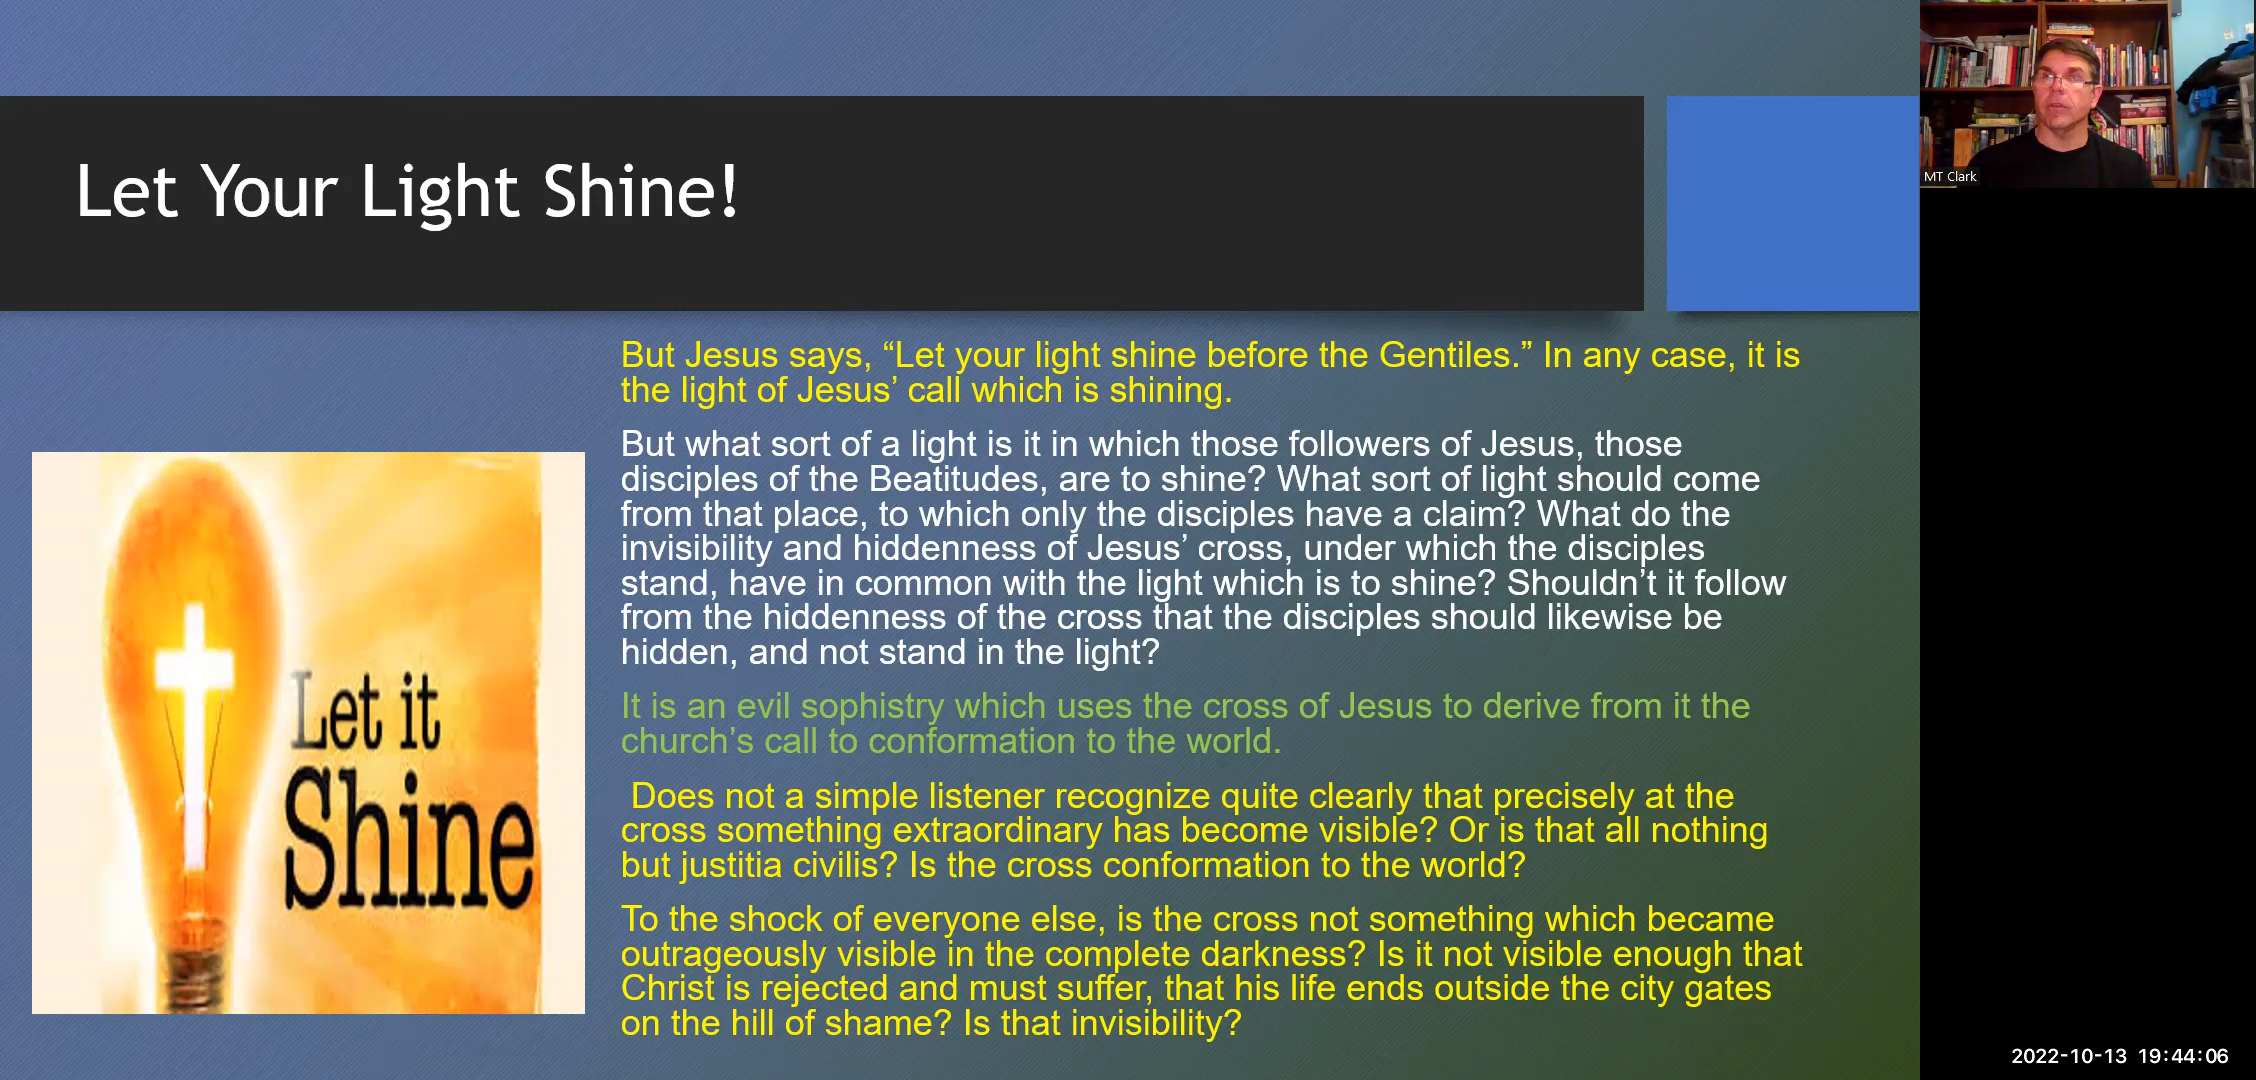 Let Your Light Shine!
MT Clark
But Jesus says, “Let your light shine before the Gentiles.” In any case, it is
the light of Jesus’ call which is shining.
But what sort of a light is it in which those followers of Jesus, those
disciples of the Beatitudes, are to shine? What sort of light should come
from that place, to which only the disciples have a claim? What do the
invisibility and hiddenness of Jesus’ cross, under which the disciples
stand, have in common with the light which is to shine? Shouldn’t it follow
from the hiddenness of the cross that the disciples should likewise be
hidden, and not stand in the light?
It is an evil sophistry which uses the cross of Jesus to derive from it the
church’s call to conformation to the world.
Does not a simple listener recognize quite clearly that precisely at the
cross something extraordinary has become visible? Or is that all nothing
but justitia civilis? Is the cross conformation to the world?
To the shock of everyone else, is the cross not something which became
outrageously visible in the complete darkness? Is it not visible enough that
Christ is rejected and must suffer, that his life ends outside the city gates
on the hill of shame? Is that invisibility?
Let it
Shine
2022-10-13 19:44:06